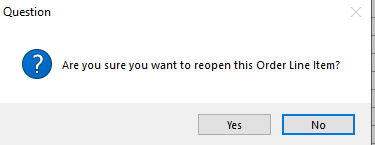 Question
Are you sure you want to reopen this Order Line Item?
Yes No